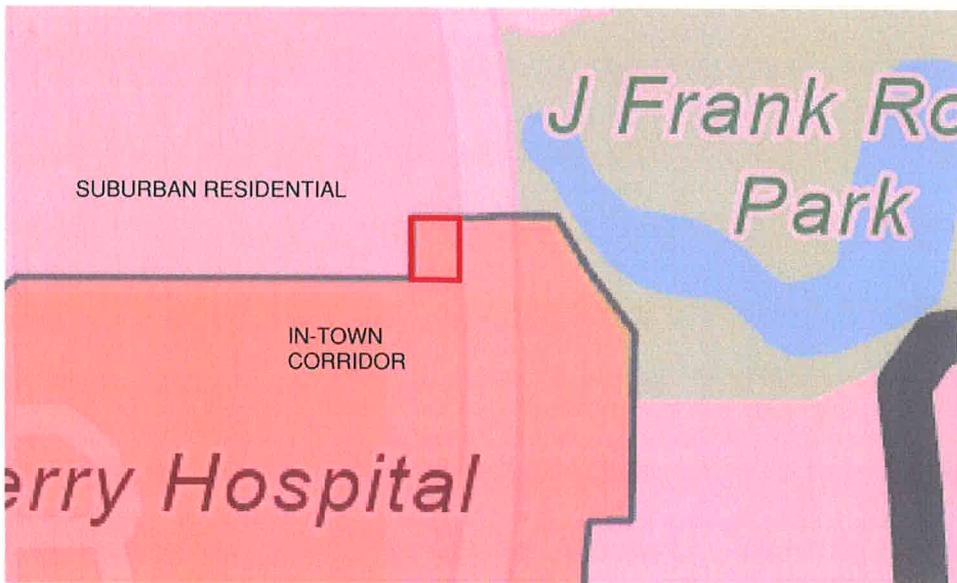 J Frank Ro
Park
SUBURBAN RESIDENTIAL
IN-TOWN
CORRIDOR
erry Hospital